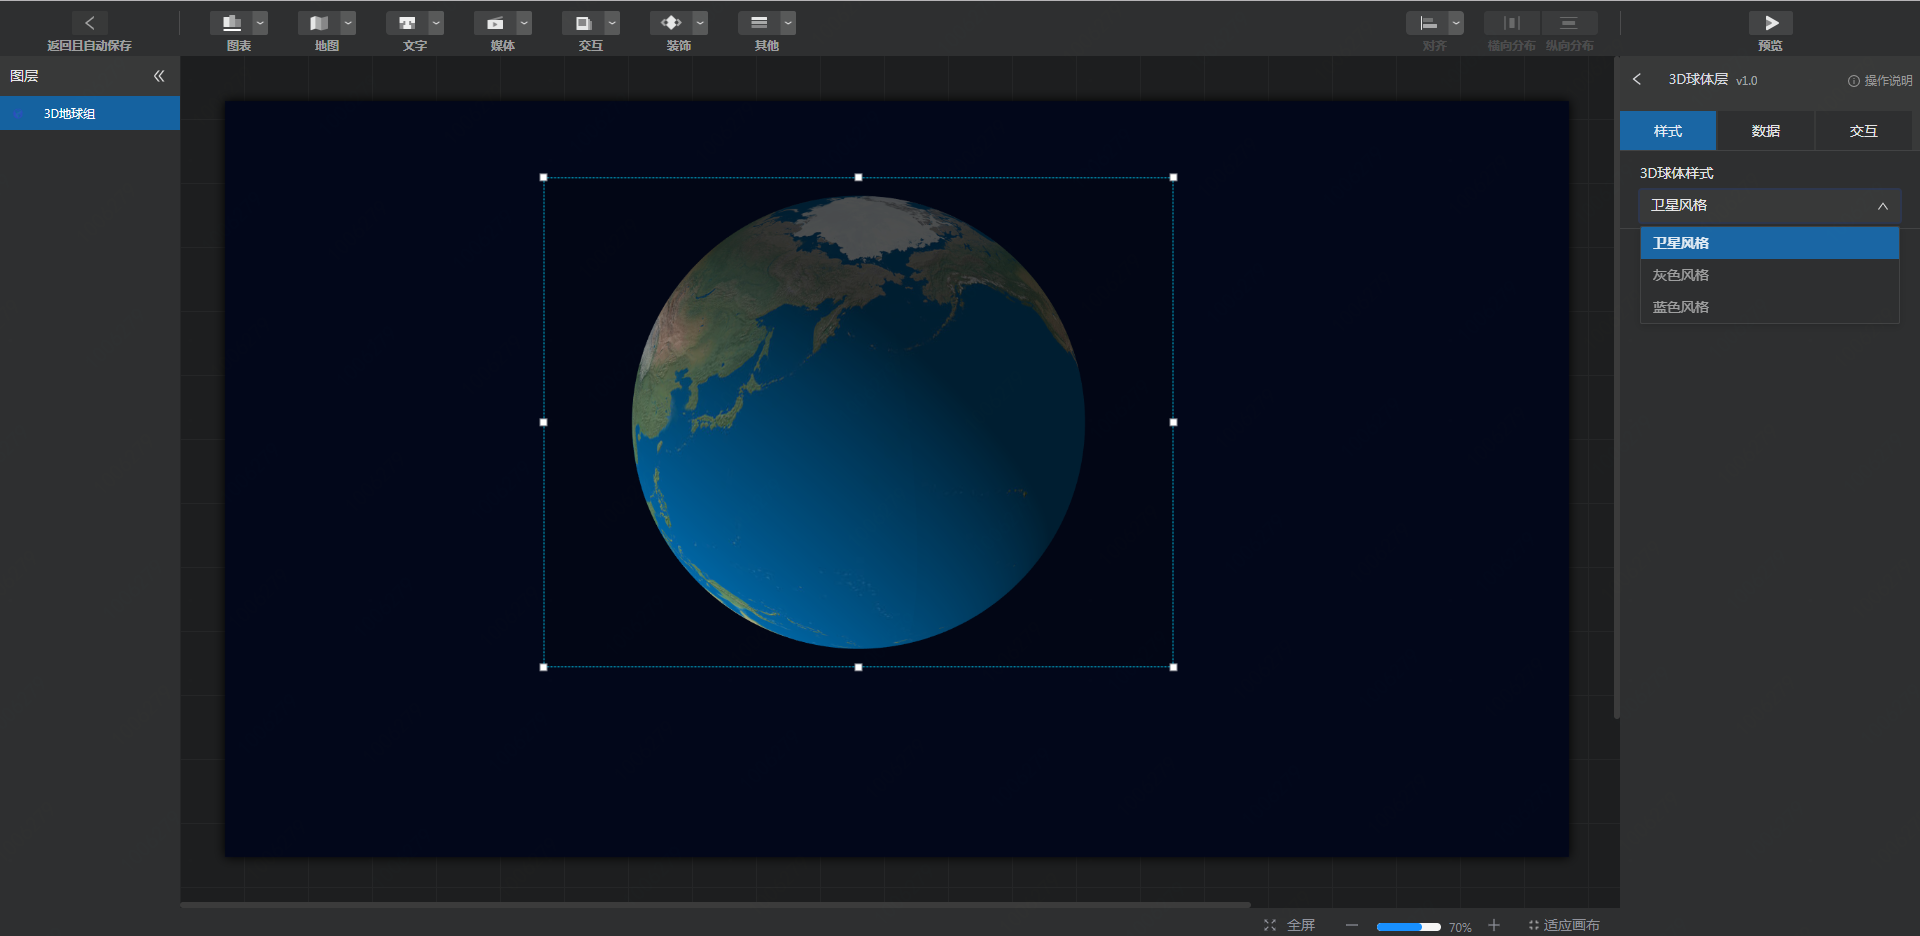 返回且自动保存
图表
地图
文字
媒体
交互
装饰
其他
对齐
横向分布
纵向分布
预览
图层
3D地球组
3D球体层 v1.0
操作说明
样式
数据
交互
3D球体样式
卫星风格
卫星风格
灰色风格
蓝色风格
全屏
70%
适应画布